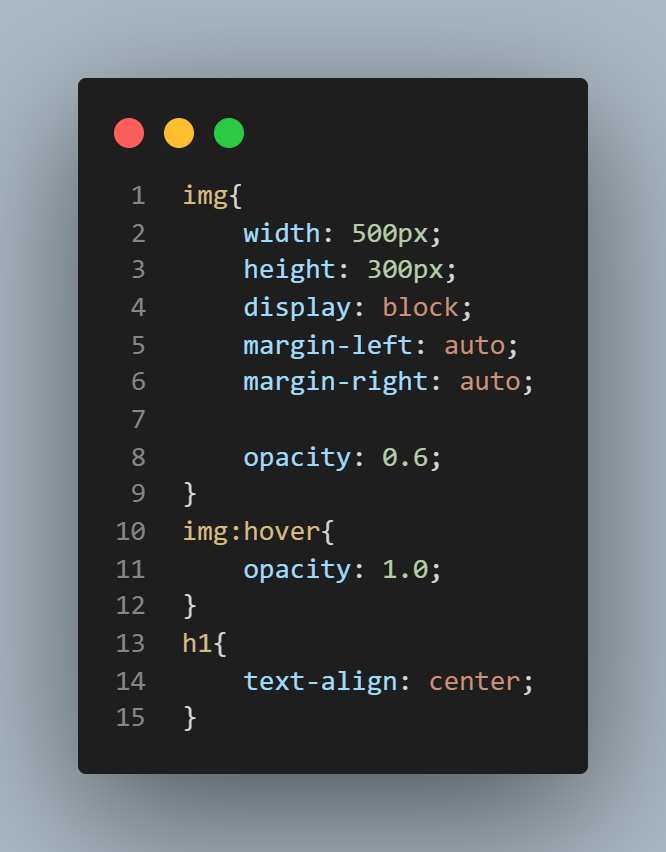 1 img{
2     width: 500px;
3     height: 300px;
4     display: block;
5     margin-left: auto;
6     margin-right: auto;
7
8     opacity: 0.6;
9 }
10 img:hover{
11     opacity: 1.0;
12 }
13 h1{
14     text-align: center;
15 }